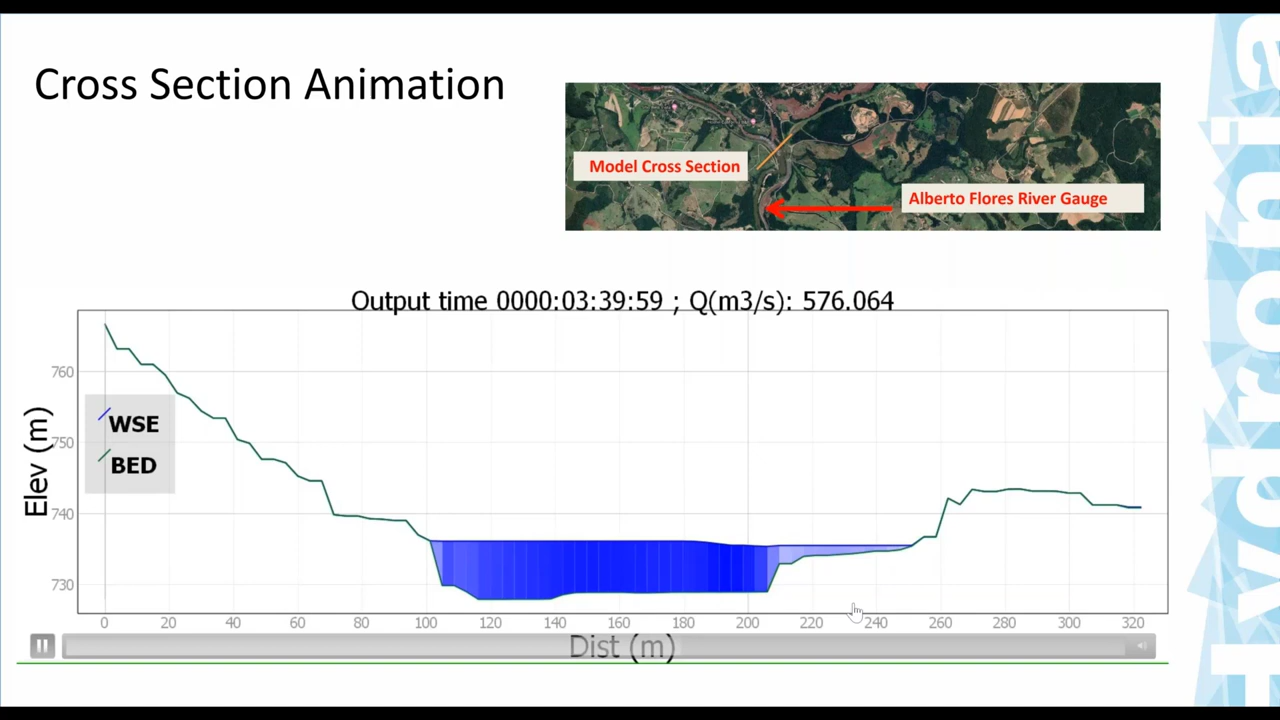 Cross Section Animation
Model Cross Section
Alberto Flores River Gauge
Output time 0000:03:39:59 ; Q(m3/s): 576.064
Elev (m)
760
750
740
730
WSE
BED
0 20 40 60 80 100 120 140 160 180 200 220 240 260 280 300 320
Dist (m)
Hydronia